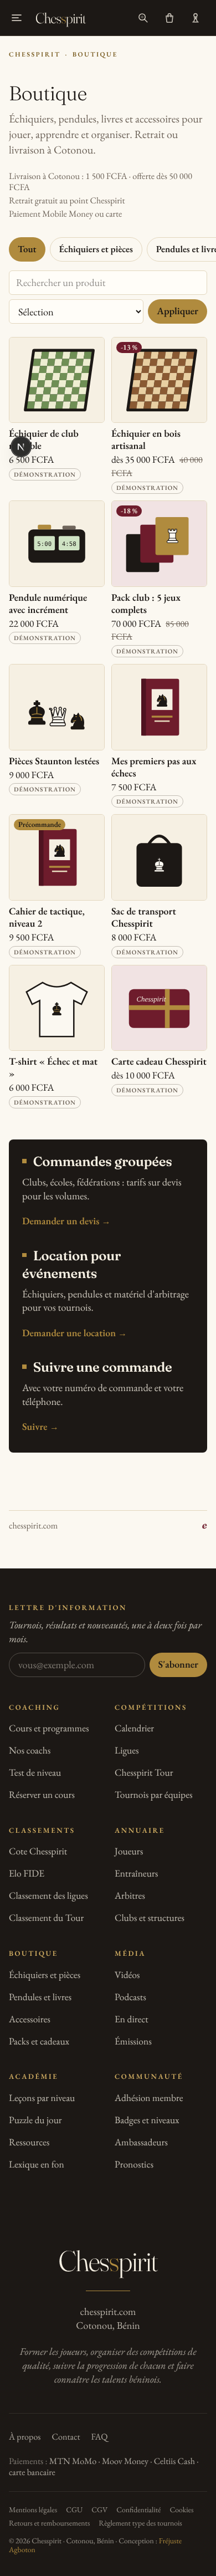 Chesspirit
CHESSPIRIT · BOUTIQUE
Boutique
Échiquiers, pendules, livres et accessoires pour
jouer, apprendre et organiser. Retrait ou
livraison à Cotonou.
Livraison à Cotonou : 1 500 FCFA · offerte dès 50 000
FCFA
Retrait gratuit au point Chesspirit
Paiement Mobile Money ou carte
Tout
Échiquiers et pièces
Pendules et livre
Rechercher un produit
Sélection
Appliquer
-13 %
Échiquier de club
N
6 500 FCFA
DÉMONSTRATION
Échiquier en bois
artisanal
dès 35 000 FCFA 40 000
FCFA
DÉMONSTRATION
5:00 4:58
-18 %
Pendule numérique
avec incrément
22 000 FCFA
DÉMONSTRATION
Pack club : 5 jeux
complets
70 000 FCFA 85 000
FCFA
DÉMONSTRATION
Pièces Staunton lestées
9 000 FCFA
DÉMONSTRATION
Mes premiers pas aux
échecs
7 500 FCFA
DÉMONSTRATION
Précommande
Cahier de tactique,
niveau 2
9 500 FCFA
DÉMONSTRATION
Sac de transport
Chesspirit
8 000 FCFA
DÉMONSTRATION
Chesspirit
T-shirt « Échec et mat
»
6 000 FCFA
DÉMONSTRATION
Carte cadeau Chesspirit
dès 10 000 FCFA
DÉMONSTRATION
Commandes groupées
Clubs, écoles, fédérations : tarifs sur devis
pour les volumes.
Demander un devis →
Location pour
événements
Échiquiers, pendules et matériel d'arbitrage
pour vos tournois.
Demander une location →
Suivre une commande
Avec votre numéro de commande et votre
téléphone.
Suivre →
chesspirit.com
e
LETTRE D'INFORMATION
Tournois, résultats et nouveautés, une à deux fois par
mois.
vous@exemple.com
S'abonner
COACHING
Cours et programmes
Nos coachs
Test de niveau
Réserver un cours
COMPÉTITIONS
Calendrier
Ligues
Chesspirit Tour
Tournois par équipes
CLASSEMENTS
Cote Chesspirit
Elo FIDE
Classement des ligues
Classement du Tour
ANNUAIRE
Joueurs
Entraîneurs
Arbitres
Clubs et structures
BOUTIQUE
Échiquiers et pièces
Pendules et livres
Accessoires
Packs et cadeaux
MÉDIA
Vidéos
Podcasts
En direct
Émissions
ACADÉMIE
Leçons par niveau
Puzzle du jour
Ressources
Lexique en fon
COMMUNAUTÉ
Adhésion membre
Badges et niveaux
Ambassadeurs
Pronostics
Chesspirit
chesspirit.com
Cotonou, Bénin
Former les joueurs, organiser des compétitions de
qualité, suivre la progression de chacun et faire
connaître les talents béninois.
À propos Contact FAQ
Paiements : MTN MoMo · Moov Money · Celtiis Cash ·
carte bancaire
Mentions légales CGU CGV Confidentialité Cookies
Retours et remboursements Règlement type des tournois
© 2026 Chesspirit · Cotonou, Bénin · Conception : Fréjuste
Agboton